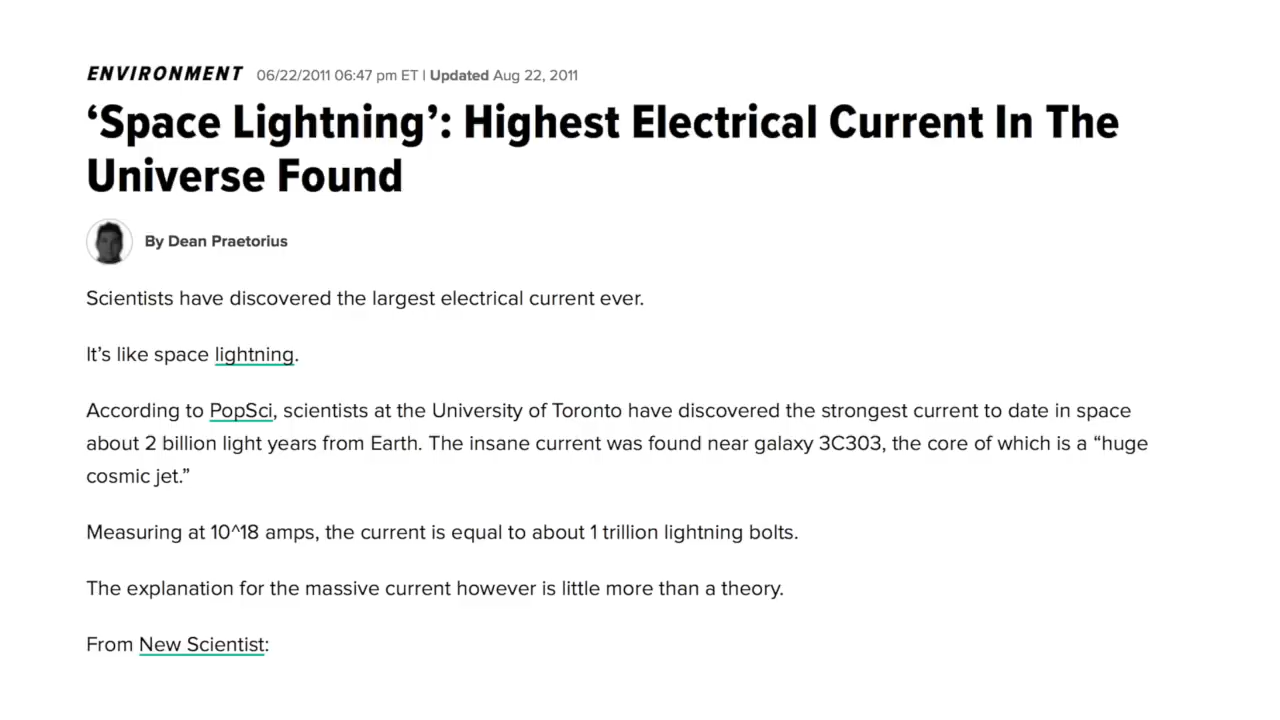 ENVIRONMENT 06/22/2011 06:47 pm ET | Updated Aug 22, 2011
‘Space Lightning’: Highest Electrical Current In The
Universe Found
By Dean Praetorius
Scientists have discovered the largest electrical current ever.
It’s like space lightning.
According to PopSci, scientists at the University of Toronto have discovered the strongest current to date in space
about 2 billion light years from Earth. The insane current was found near galaxy 3C303, the core of which is a “huge
cosmic jet.”
Measuring at 10^18 amps, the current is equal to about 1 trillion lightning bolts.
The explanation for the massive current however is little more than a theory.
From New Scientist: